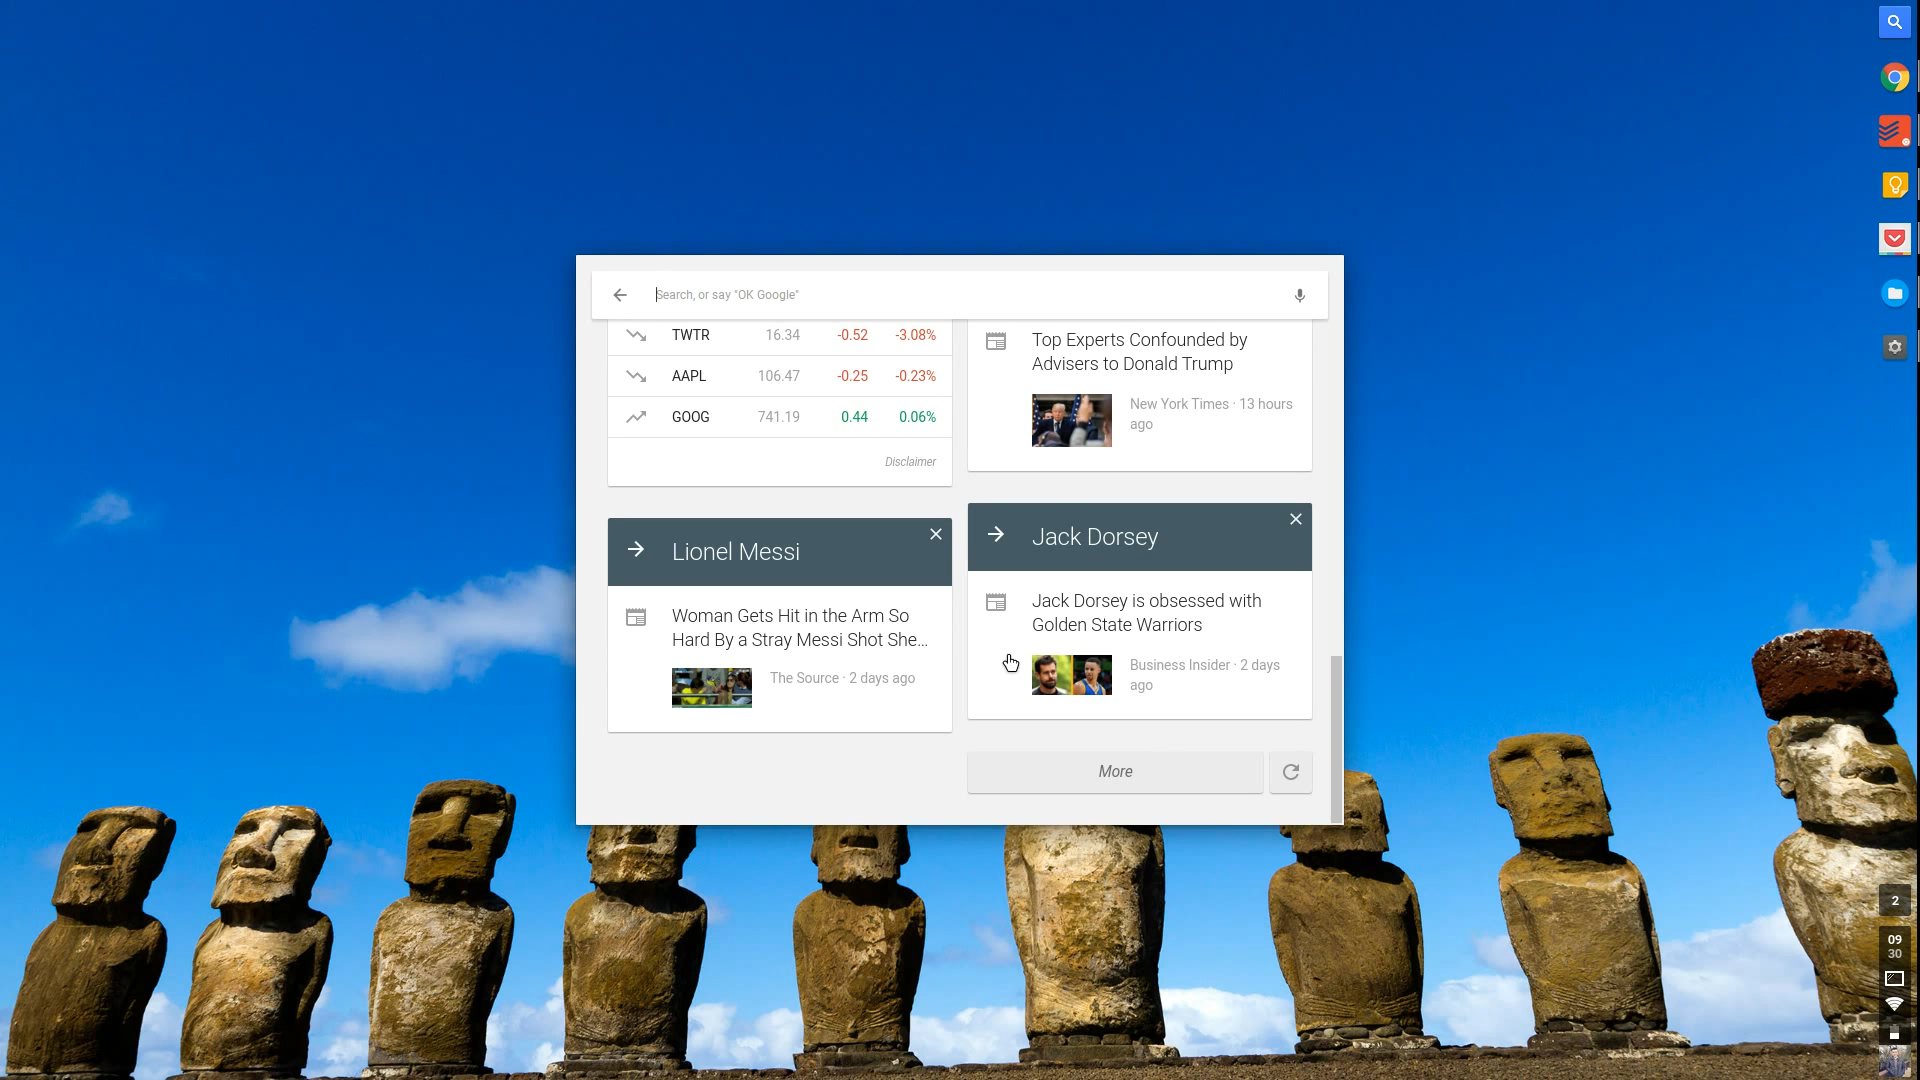 Search, or say "OK Google"
TWTR 16.34 -0.52 -3.08%
AAPL 106.47 -0.25 -0.23%
GOOG 741.19 0.44 0.06%
Disclaimer
Top Experts Confounded by
Advisers to Donald Trump
New York Times · 13 hours
ago
Lionel Messi
Woman Gets Hit in the Arm So
Hard By a Stray Messi Shot She...
The Source · 2 days ago
Jack Dorsey
Jack Dorsey is obsessed with
Golden State Warriors
Business Insider · 2 days
ago
More
2
09
30